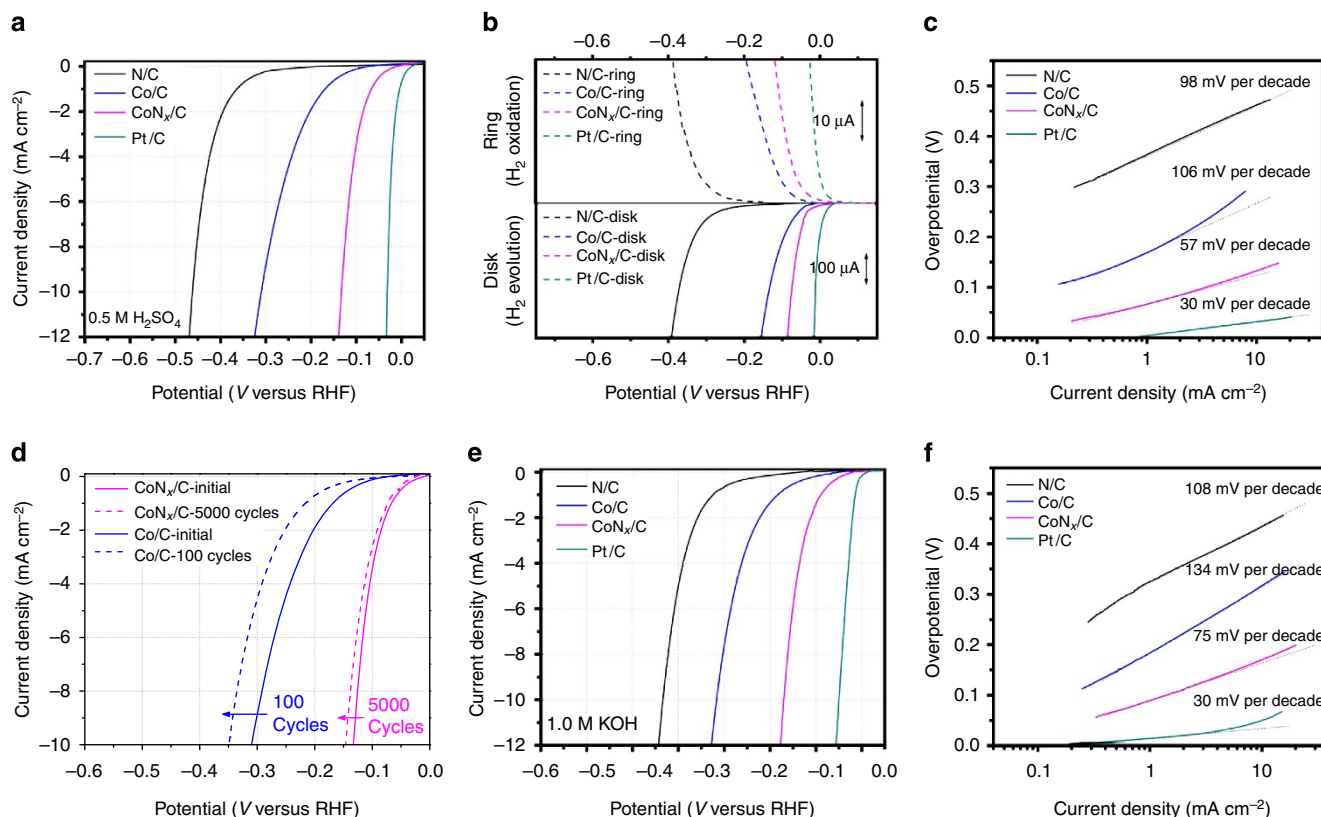 a
0
−2
−4
−6
−8
−10
−12
Current density (mA cm⁻²)
N/C
Co/C
CoNₓ/C
Pt/C
0.5 M H₂SO₄
−0.7 −0.6 −0.5 −0.4 −0.3 −0.2 −0.1 0.0
Potential (V versus RHF)
b
−0.6 −0.4 −0.2 0.0
Ring
(H₂ oxidation)
N/C-ring
Co/C-ring
CoNₓ/C-ring
Pt/C-ring
10 μA
Disk
(H₂ evolution)
N/C-disk
Co/C-disk
CoNₓ/C-disk
Pt/C-disk
100 μA
−0.6 −0.4 −0.2 0.0
Potential (V versus RHF)
c
0.5
0.4
0.3
0.2
0.1
0.0
Overpotenital (V)
N/C
Co/C
CoNₓ/C
Pt/C
98 mV per decade
106 mV per decade
57 mV per decade
30 mV per decade
0.1 1 10
Current density (mA cm⁻²)
d
0
−2
−4
−6
−8
−10
Current density (mA cm⁻²)
CoNₓ/C-initial
CoNₓ/C-5000 cycles
Co/C-initial
Co/C-100 cycles
100
Cycles
5000
Cycles
−0.6 −0.5 −0.4 −0.3 −0.2 −0.1 0.0
Potential (V versus RHF)
e
0
−2
−4
−6
−8
−10
−12
Current density (mA cm⁻²)
N/C
Co/C
CoNₓ/C
Pt/C
1.0 M KOH
−0.6 −0.5 −0.4 −0.3 −0.2 −0.1 0.0
Potential (V versus RHF)
f
0.5
0.4
0.3
0.2
0.1
0.0
Overpotenital (V)
N/C
Co/C
CoNₓ/C
Pt/C
108 mV per decade
134 mV per decade
75 mV per decade
30 mV per decade
0.1 1 10
Current density (mA cm⁻²)